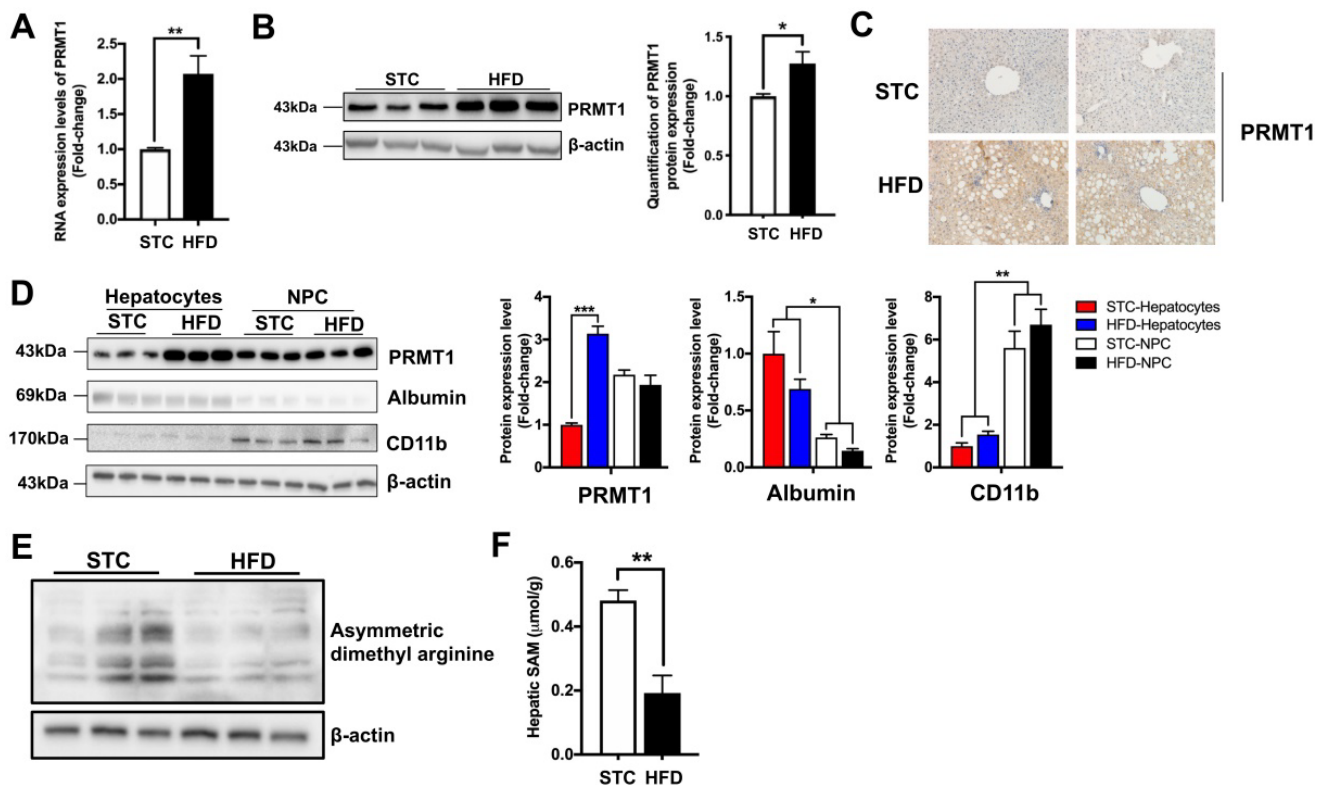 A
RNA expression levels of PRMT1
(Fold-change)
2.5
2.0
1.5
1.0
0.5
0.0
**
STC HFD
B
STC HFD
43kDa PRMT1
43kDa β-actin
Quantification of PRMT1
protein expression
(Fold-change)
1.5
1.0
0.5
0.0
*
STC HFD
C
STC
HFD
PRMT1
D
Hepatocytes NPC
STC HFD STC HFD
43kDa PRMT1
69kDa Albumin
170kDa CD11b
43kDa β-actin
Protein expression level
(Fold-change)
4
3
2
1
0
***
PRMT1
Protein expression level
(Fold-change)
1.5
1.0
0.5
0.0
*
Albumin
Protein expression level
(Fold-change)
8
6
4
2
0
**
CD11b
STC-Hepatocytes
HFD-Hepatocytes
STC-NPC
HFD-NPC
E
STC HFD
Asymmetric
dimethyl arginine
β-actin
F
Hepatic SAM (μmol/g)
0.6
0.4
0.2
0.0
**
STC HFD